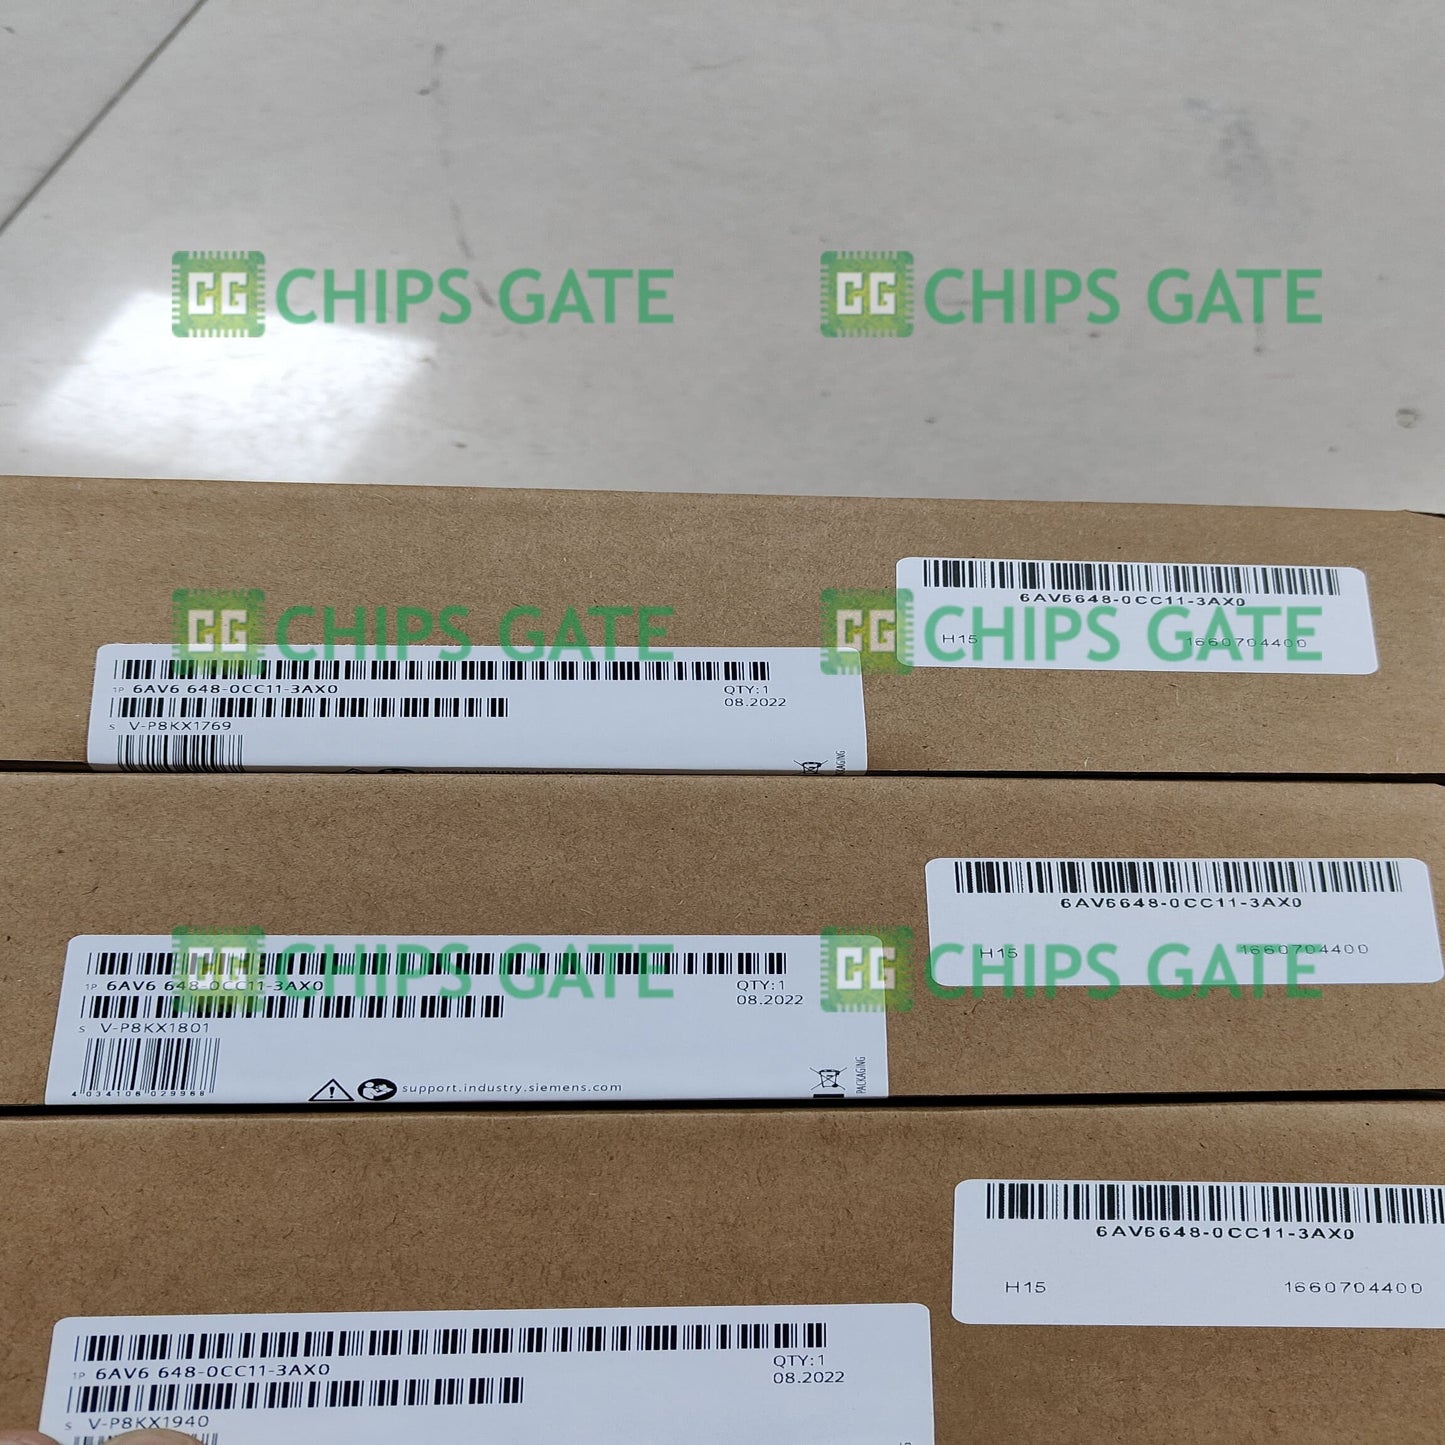 CG CHIPS GATE
CG CHIPS GATE
6AV6648-0CC11-3AX0
H15 1660704400
CG CHIPS GATE
CG CHIPS GATE
1P 6AV6 648-0CC11-3AX0
QTY:1
08.2022
S V-P8KX1769
PACKAGING
6AV6648-0CC11-3AX0
H15 1660704400
CG CHIPS GATE
CG CHIPS GATE
1P 6AV6 648-0CC11-3AX0
QTY:1
08.2022
S V-P8KX1801
4 034106 029968
support.industry.siemens.com
PACKAGING
6AV6648-0CC11-3AX0
H15 1660704400
1P 6AV6 648-0CC11-3AX0
QTY:1
08.2022
S V-P8KX1940